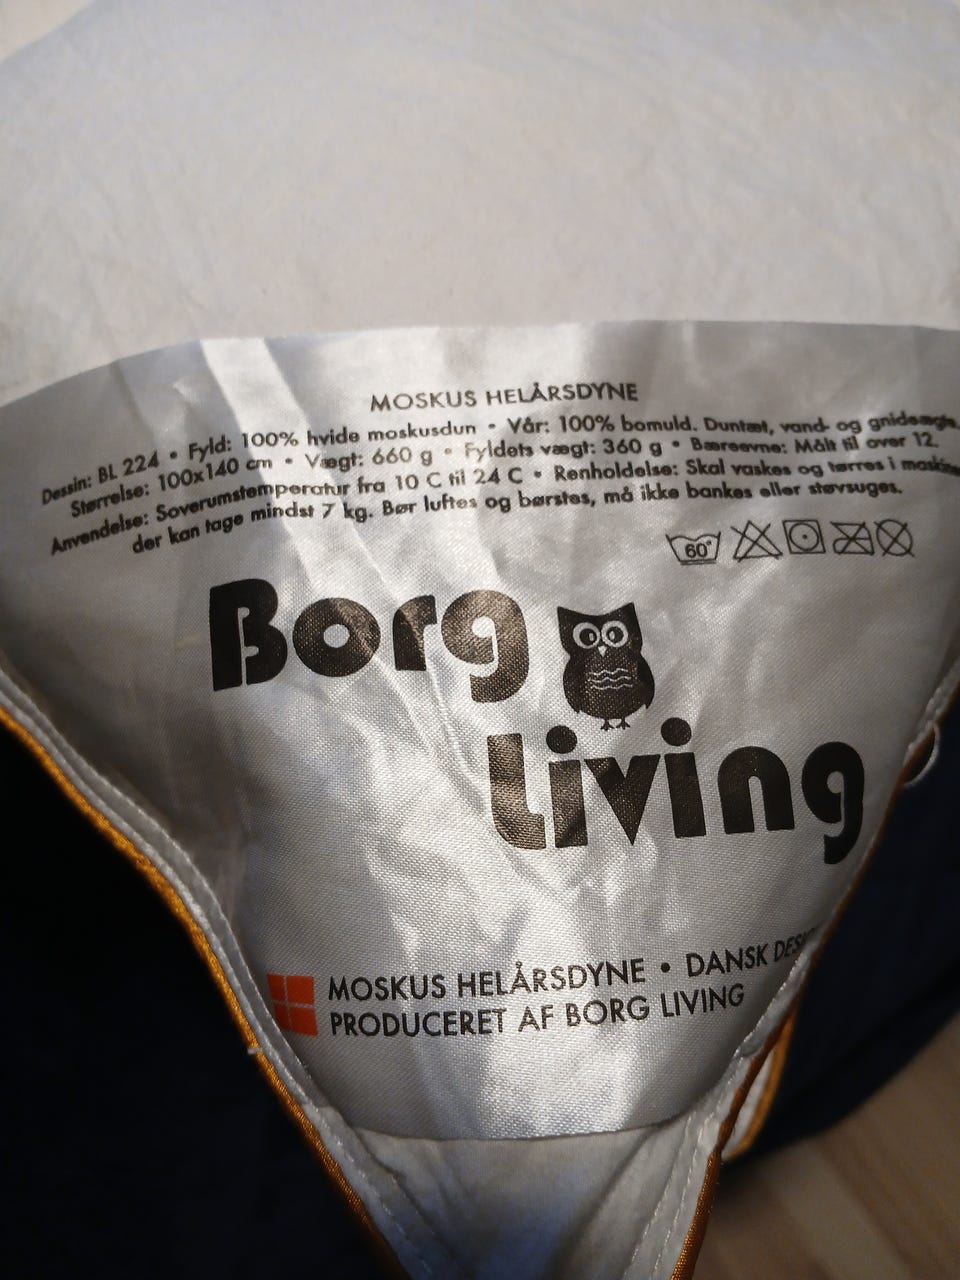 MOSKUS HELÅRSDYNE
Dessin: BL 224 • Fyld: 100% hvide moskusdun • Vår: 100% bomuld. Duntæt, vand- og gnidsægte.
Størrelse: 100x140 cm • Vægt: 660 g • Fyldets vægt: 360 g • Bæreevne: Målt til over 12.
Anvendelse: Soverumstemperatur fra 10 C til 24 C • Renholdelse: Skal vaskes og tørres i
der kan tage mindst 7 kg. Bør luftes og børstes, må ikke bankes eller støvsuges.
60°
Borg
Living
MOSKUS HELÅRSDYNE • DANSK
PRODUCERET AF BORG LIVING